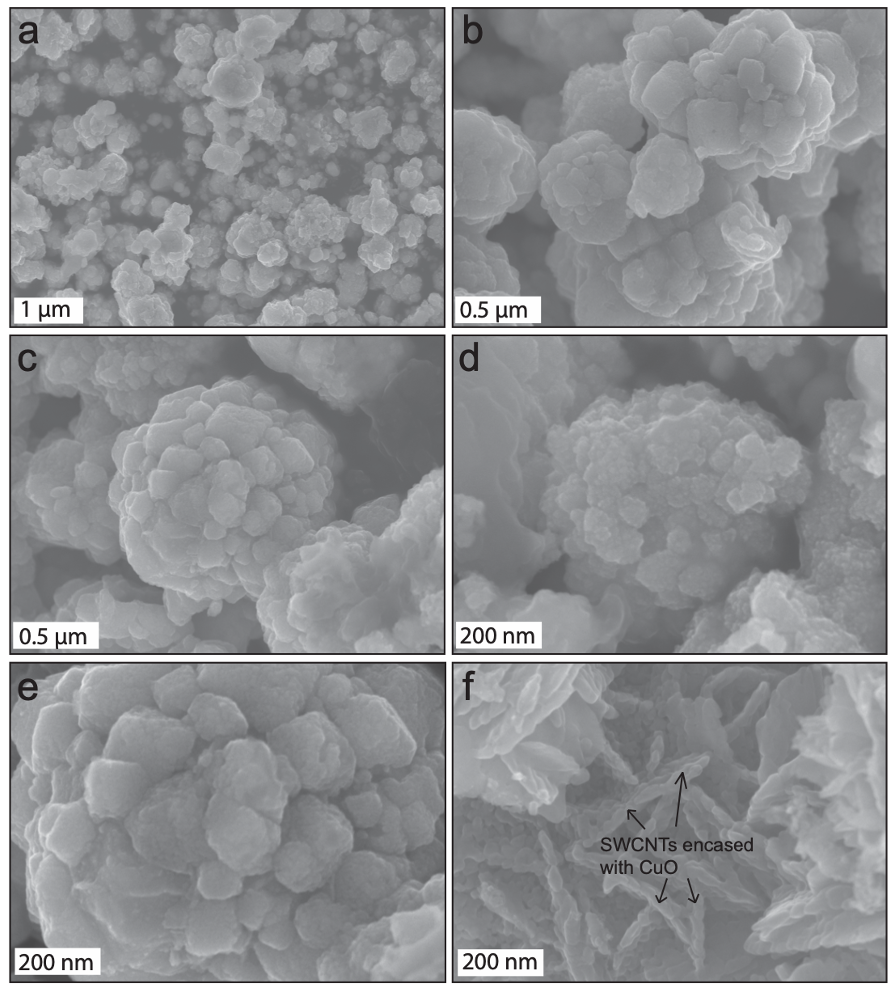 a
b
1 μm
0.5 μm
c
d
0.5 μm
200 nm
e
f
SWCNTs encased
with CuO
200 nm
200 nm